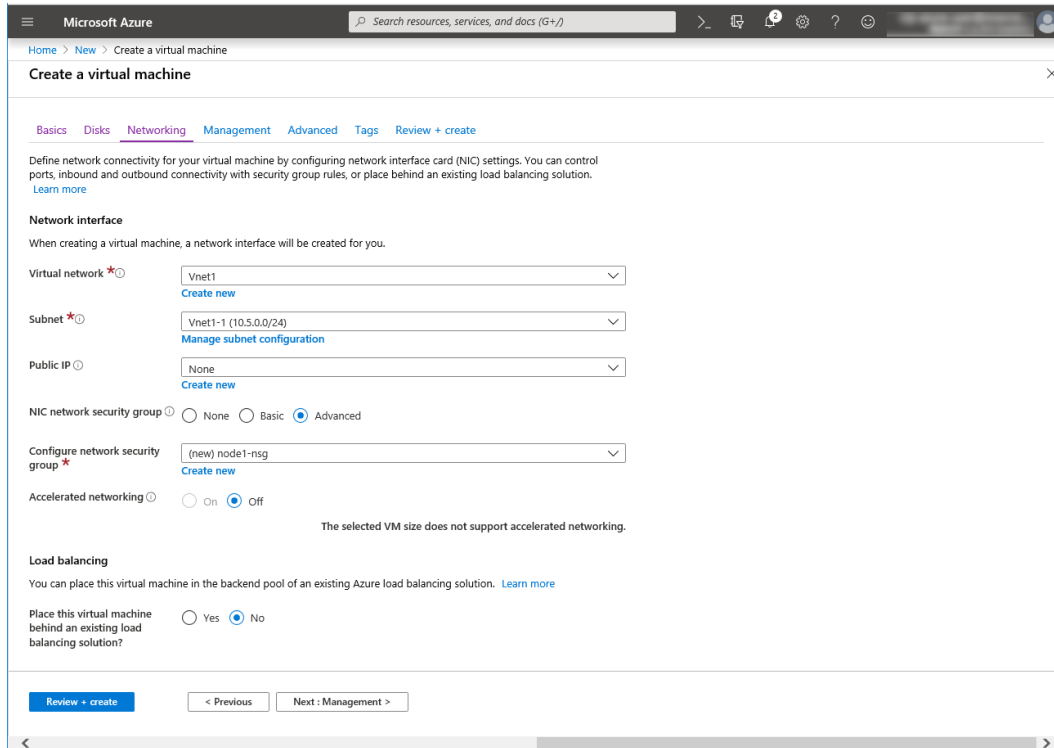 Microsoft Azure
Search resources, services, and docs (G+/)
2
Home > New > Create a virtual machine
Create a virtual machine
Basics Disks Networking Management Advanced Tags Review + create
Define network connectivity for your virtual machine by configuring network interface card (NIC) settings. You can control
ports, inbound and outbound connectivity with security group rules, or place behind an existing load balancing solution.
Learn more
Network interface
When creating a virtual machine, a network interface will be created for you.
Virtual network *
Vnet1
Create new
Subnet *
Vnet1-1 (10.5.0.0/24)
Manage subnet configuration
Public IP
None
Create new
NIC network security group
None Basic Advanced
Configure network security
group *
(new) node1-nsg
Create new
Accelerated networking
On Off
The selected VM size does not support accelerated networking.
Load balancing
You can place this virtual machine in the backend pool of an existing Azure load balancing solution. Learn more
Place this virtual machine
behind an existing load
balancing solution?
Yes No
Review + create
< Previous
Next : Management >